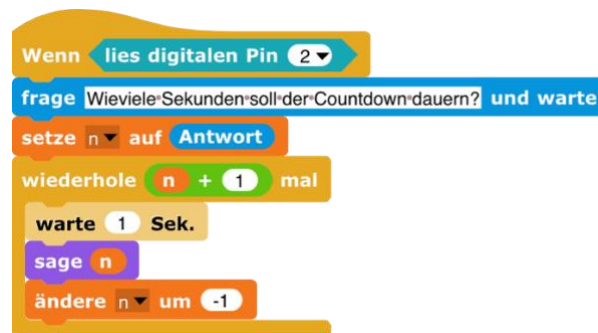 Wenn lies digitalen Pin 2
frage Wieviele Sekunden soll der Countdown dauern? und warte
setze n auf Antwort
wiederhole n + 1 mal
warte 1 Sek.
sage n
ändere n um -1